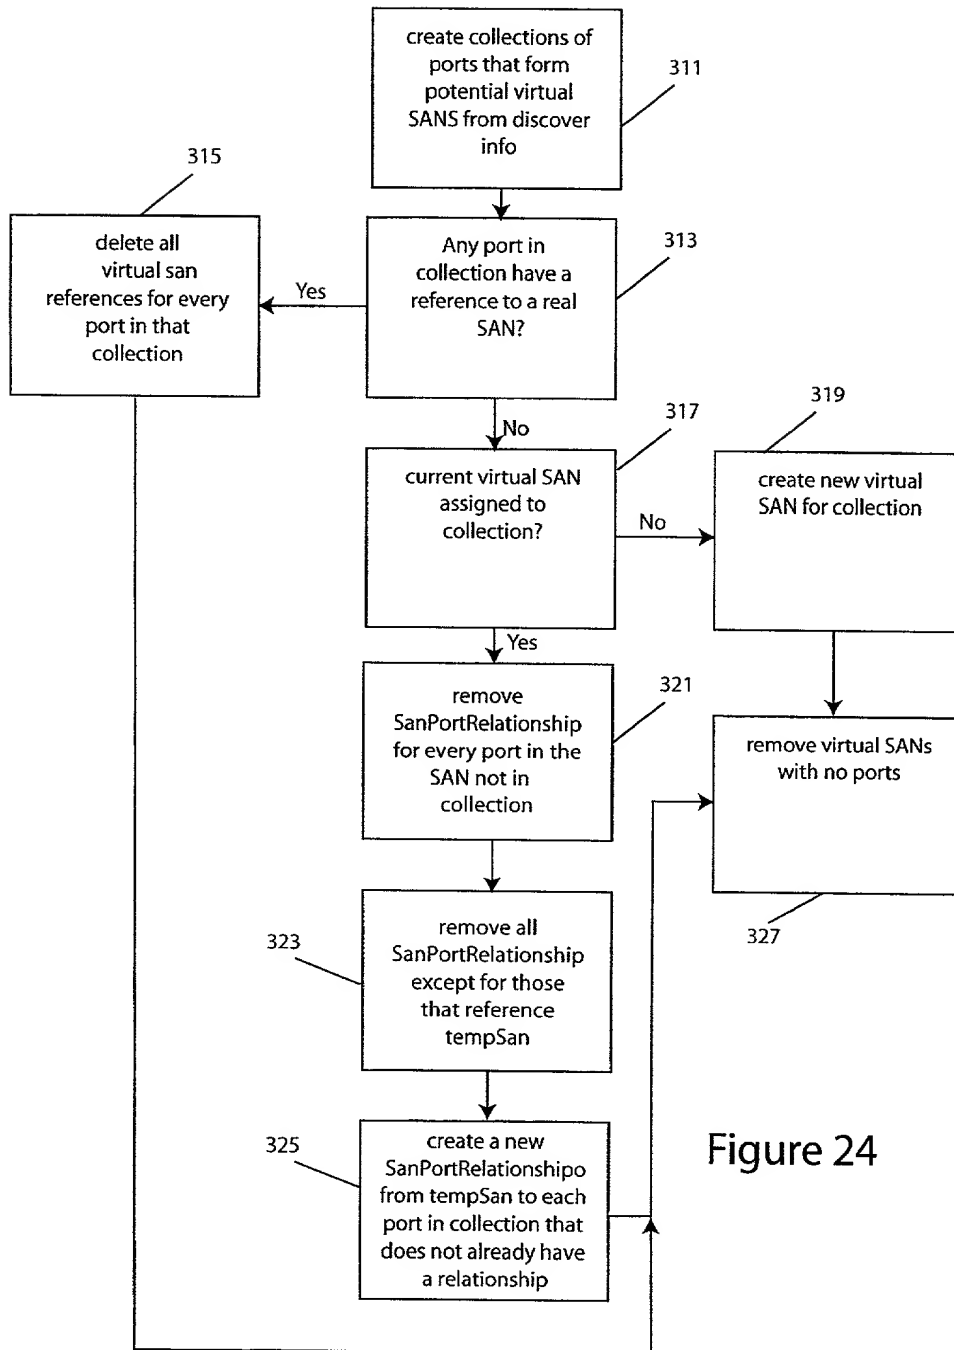 create collections of
ports that form
potential virtual
SANS from discover
info
311
315
delete all
virtual san
references for every
port in that
collection
Yes
Any port in
collection have a
reference to a real
SAN?
313
No
317
current virtual SAN
assigned to
collection?
No
319
create new virtual
SAN for collection
Yes
remove
SanPortRelationship
for every port in the
SAN not in
collection
321
remove virtual SANs
with no ports
327
323
remove all
SanPortRelationship
except for those
that reference
tempSan
325
create a new
SanPortRelationshipo
from tempSan to each
port in collection that
does not already have
a relationship
Figure 24